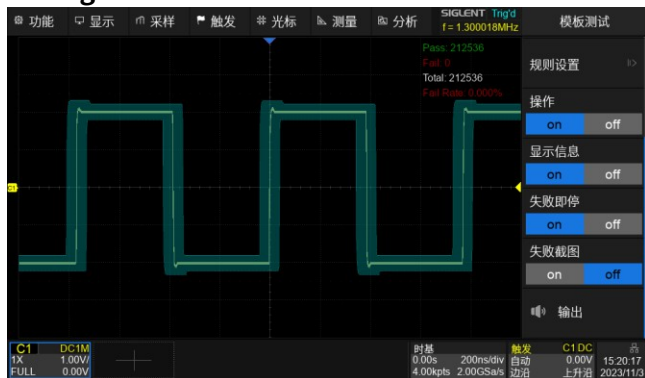 功能 显示 采样 触发 光标 测量 分析 SIGLENT Trig'd 模板测试
f = 1.300018MHz
Pass: 212536
Fail: 0
Total: 212536
Fail Rate: 0.000%
规则设置
操作
on off
显示信息
on off
失败即停
on off
失败截图
on off
输出
C1
C1 DC1M
1X 1.00V/
FULL 0.00V
时基
0.00s 200ns/div
4.00kpts 2.00GSa/s
触发 C1 DC
自动 0.00V
边沿 上升沿
15:20:17
2023/11/3